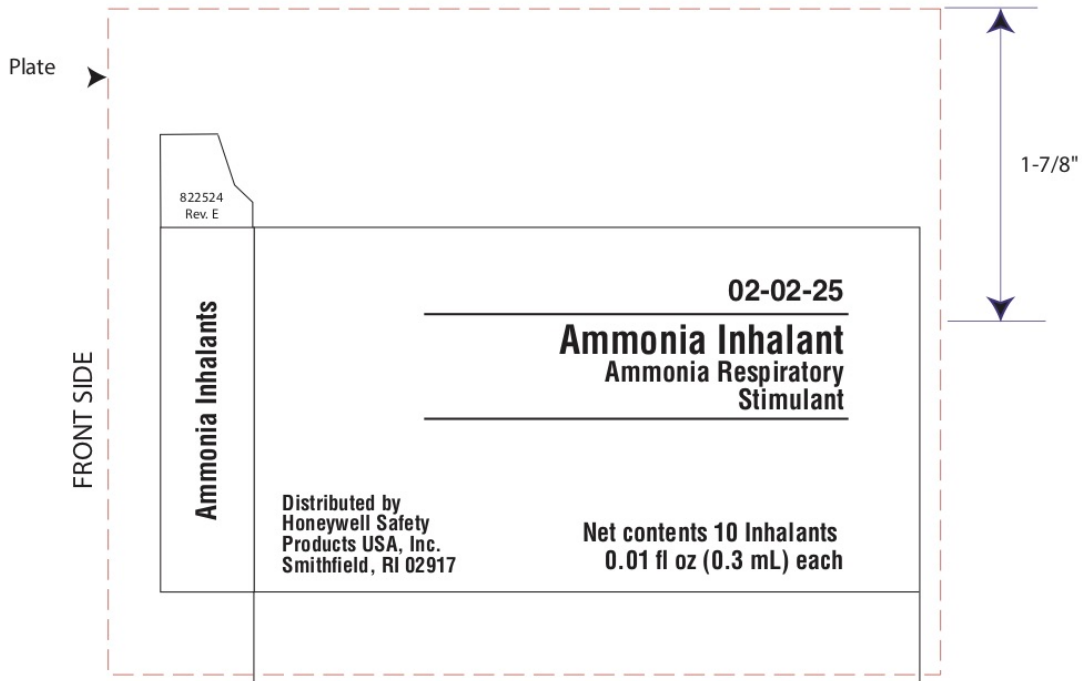 Plate
1-7/8"
822524
Rev. E
FRONT SIDE
Ammonia Inhalants
02-02-25
Ammonia Inhalant
Ammonia Respiratory
Stimulant
Distributed by
Honeywell Safety
Products USA, Inc.
Smithfield, RI 02917
Net contents 10 Inhalants
0.01 fl oz (0.3 mL) each